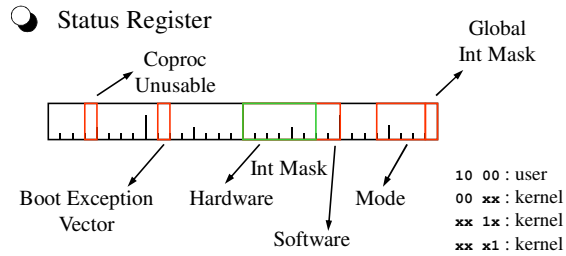 Status Register
Global
Int Mask
Coproc
Unusable
Int Mask
Boot Exception
Vector
Hardware
Mode
Software
10 00 : user
00 xx : kernel
xx 1x : kernel
xx x1 : kernel